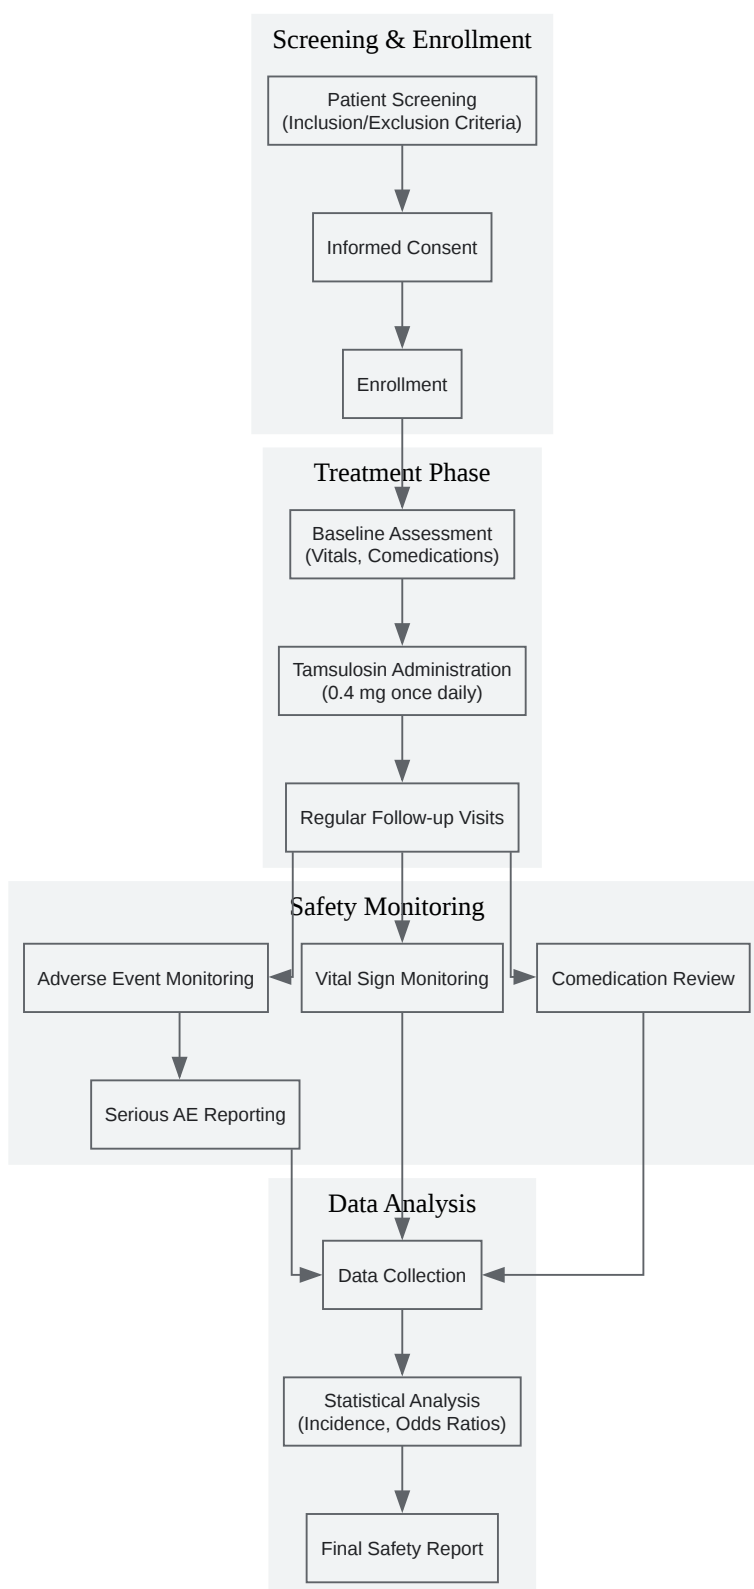 Screening & Enrollment
Patient Screening
(Inclusion/Exclusion Criteria)
Informed Consent
Enrollment
Treatment Phase
Baseline Assessment
(Vitals, Comedications)
Tamsulosin Administration
(0.4 mg once daily)
Regular Follow-up Visits
Safety Monitoring
Adverse Event Monitoring
Vital Sign Monitoring
Comedication Review
Serious AE Reporting
Data Analysis
Data Collection
Statistical Analysis
(Incidence, Odds Ratios)
Final Safety Report